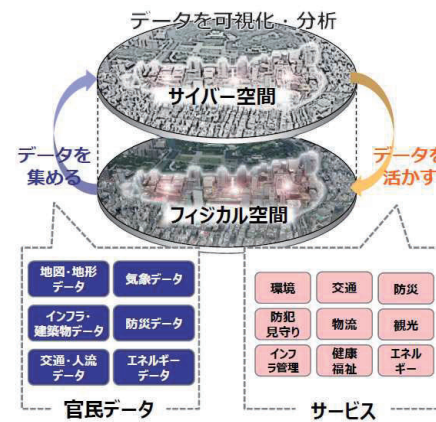 データを可視化・分析
サイバー空間
データを
集める
データを
活かす
フィジカル空間
地図・地形
データ
気象データ
インフラ・
建築物データ
防災データ
交通・人流
データ
エネルギー
データ
官民データ
環境
交通
防災
防犯
見守り
物流
観光
インフ
ラ管理
健康
福祉
エネル
ギー
サービス